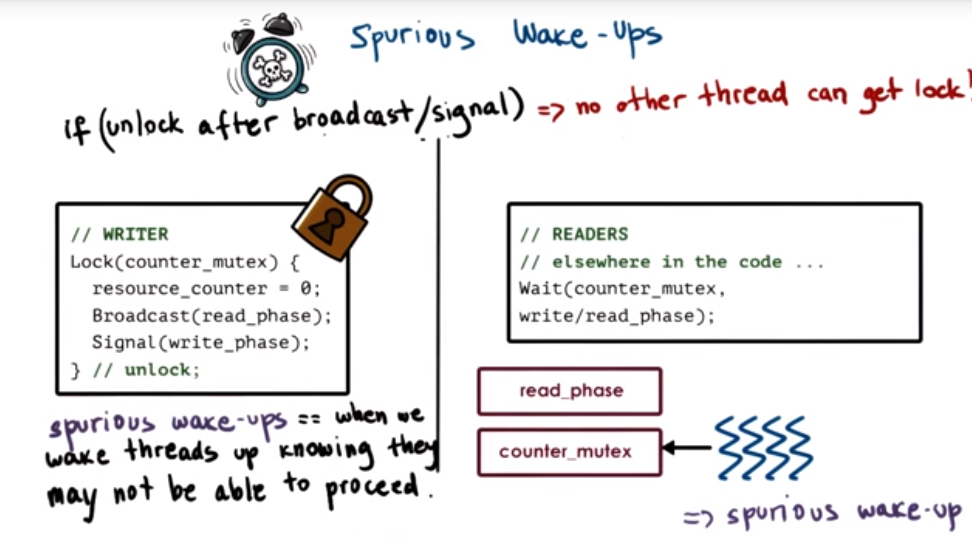 Spurious Wake-Ups
if (unlock after broadcast/signal) => no other thread can get lock!
// WRITER
Lock(counter_mutex) {
resource_counter = 0;
Broadcast(read_phase);
Signal(write_phase);
} // unlock;
// READERS
// elsewhere in the code ...
Wait(counter_mutex,
write/read_phase);
read_phase
counter_mutex
spurious wake-ups == when we
wake threads up knowing they
may not be able to proceed.
=> spurious wake-up